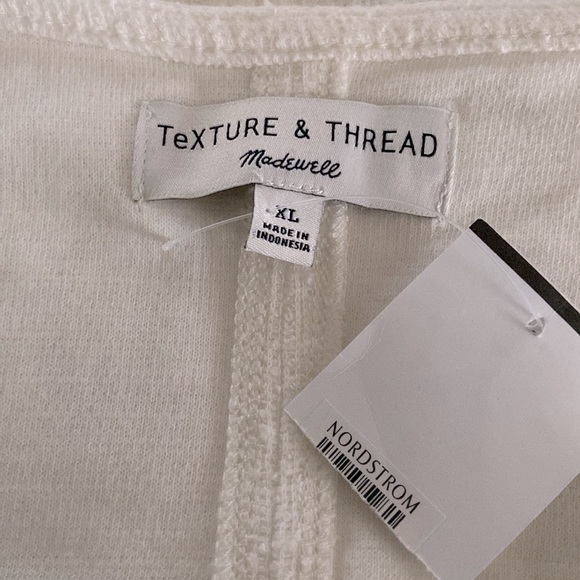 TeXTURE & THREAD
Madewell
XL
MADE IN
INDONESIA
NORDSTROM